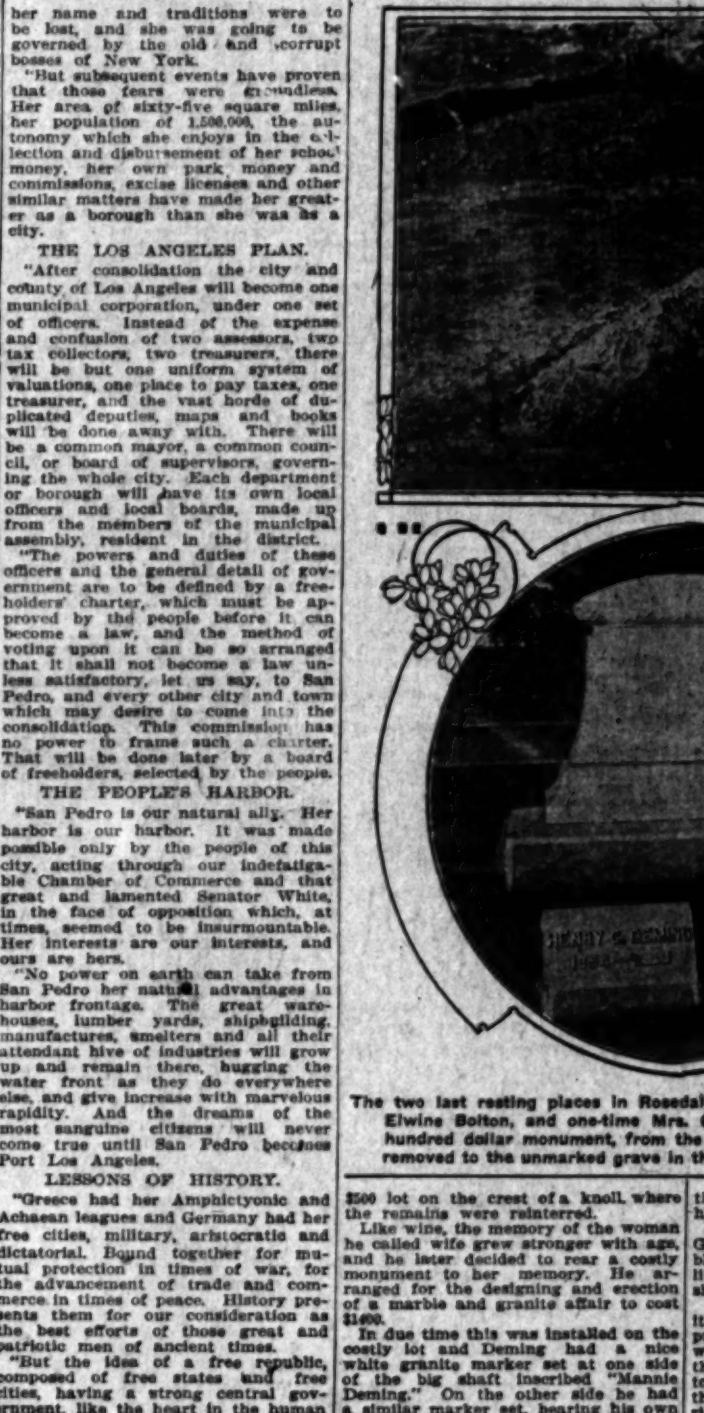 her name and traditions were to
be lost, and she was going to be
governed by the old and corrupt
bosses of New York.
"But subsequent events have proven
that those fears were groundless.
Her area of sixty-five square miles,
her population of 1,500,000, the au-
tonomy which she enjoys in the col-
lection and disbursement of her school
money, her own park money and
commissions, excise licenses and other
similar matters have made her great-
er as a borough than she was as a
city.
THE LOS ANGELES PLAN.
"After consolidation the city and
county of Los Angeles will become one
municipal corporation, under one set
of officers. Instead of the expense
and confusion of two assessors, two
tax collectors, two treasurers, there
will be but one uniform system of
valuations, one place to pay taxes, one
treasurer, and the vast horde of du-
plicated deputies, maps and books
will be done away with. There will
be a common mayor, a common coun-
cil, or board of supervisors, govern-
ing the whole city. Each department
or borough will have its own local
officers and local boards, made up
from the members of the municipal
assembly, resident in the district.
"The powers and duties of these
officers and the general detail of gov-
ernment are to be defined by a free-
holders' charter, which must be ap-
proved by the people before it can
become a law, and the method of
voting upon it can be so arranged
that it shall not become a law un-
less satisfactory, let us say, to San
Pedro, and every other city and town
which may desire to come into the
consolidation. This commission has
no power to frame such a charter.
That will be done later by a board
of freeholders, selected by the people.
THE PEOPLE'S HARBOR.
"San Pedro is our natural ally. Her
harbor is our harbor. It was made
possible only by the people of this
city, acting through our indefatiga-
ble Chamber of Commerce and that
great and lamented Senator White,
in the face of opposition which, at
times, seemed to be insurmountable.
Her interests are our interests, and
ours are hers.
"No power on earth can take from
San Pedro her natural advantages in
harbor frontage. The great ware-
houses, lumber yards, shipbuilding,
manufactures, smelters and all their
attendant hive of industries will grow
up and remain there, hugging the
water front as they do everywhere
else, and give increase with marvelous
rapidity. And the dreams of the
most sanguine citizens will never
come true until San Pedro becomes
Port Los Angeles.
LESSONS OF HISTORY.
"Greece had her Amphictyonic and
Achaean leagues and Germany had her
free cities, military, aristocratic and
dictatorial. Bound together for mu-
tual protection in times of war, for
the advancement of trade and com-
merce in times of peace. History pre-
sents them for our consideration as
the best efforts of those great and
patriotic men of ancient times.
"But the idea of a free republic,
composed of free states and free
cities, having a strong central gov-
ernment, like the heart in the human
HENRY C. DEMING
The two last resting places in Rosedal
Elwine Bolton, and one-time Mrs.
hundred dollar monument, from the
removed to the unmarked grave in th
$500 lot on the crest of a knoll where
the remains were reinterred.
Like wine, the memory of the woman
he called wife grew stronger with age,
and he later decided to rear a costly
monument to her memory. He ar-
ranged for the designing and erection
of a marble and granite affair to cost
$1400.
In due time this was installed on the
costly lot and Deming had a nice
white granite marker set at one side
of the big shaft inscribed "Mannie
Deming." On the other side he had
a similar marker set, bearing his own